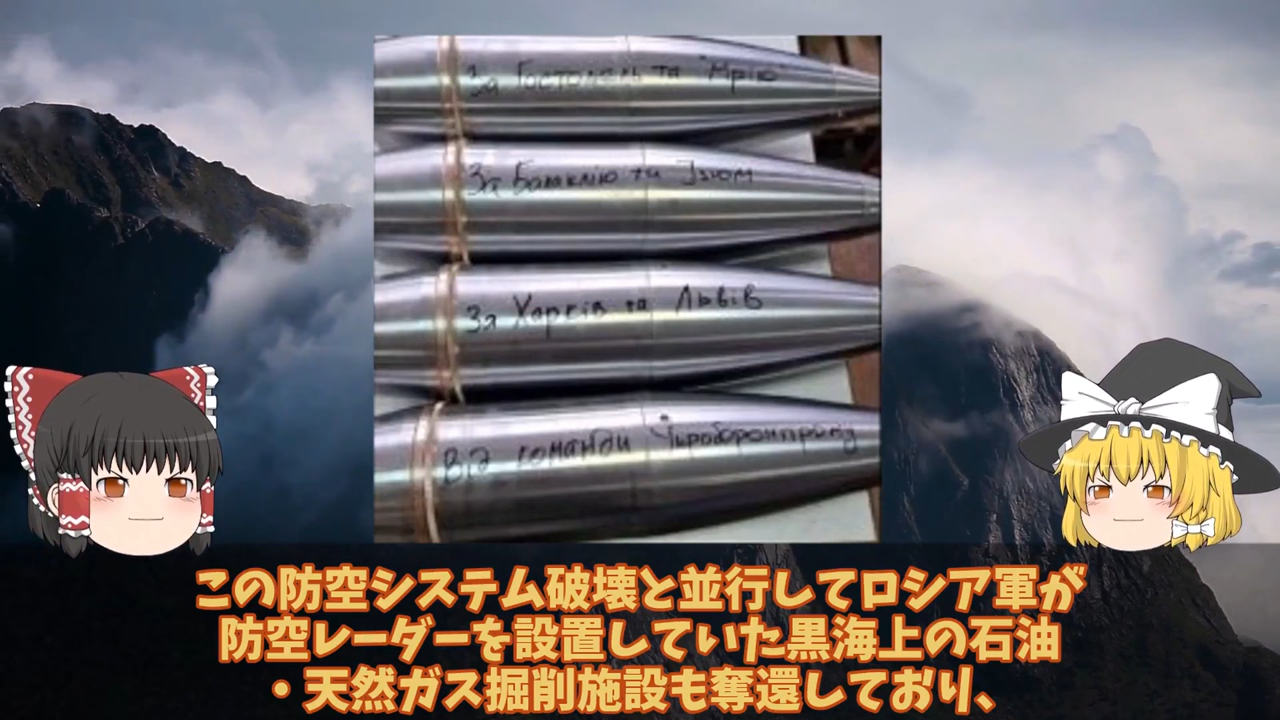 За Гостомель та "Мрію"
За Балаклію та Ізюм
За Харків та Львів
Від команди Укроборонпрому
この防空システム破壊と並行してロシア軍が
防空レーダーを設置していた黒海上の石油
・天然ガス掘削施設も奪還しており、